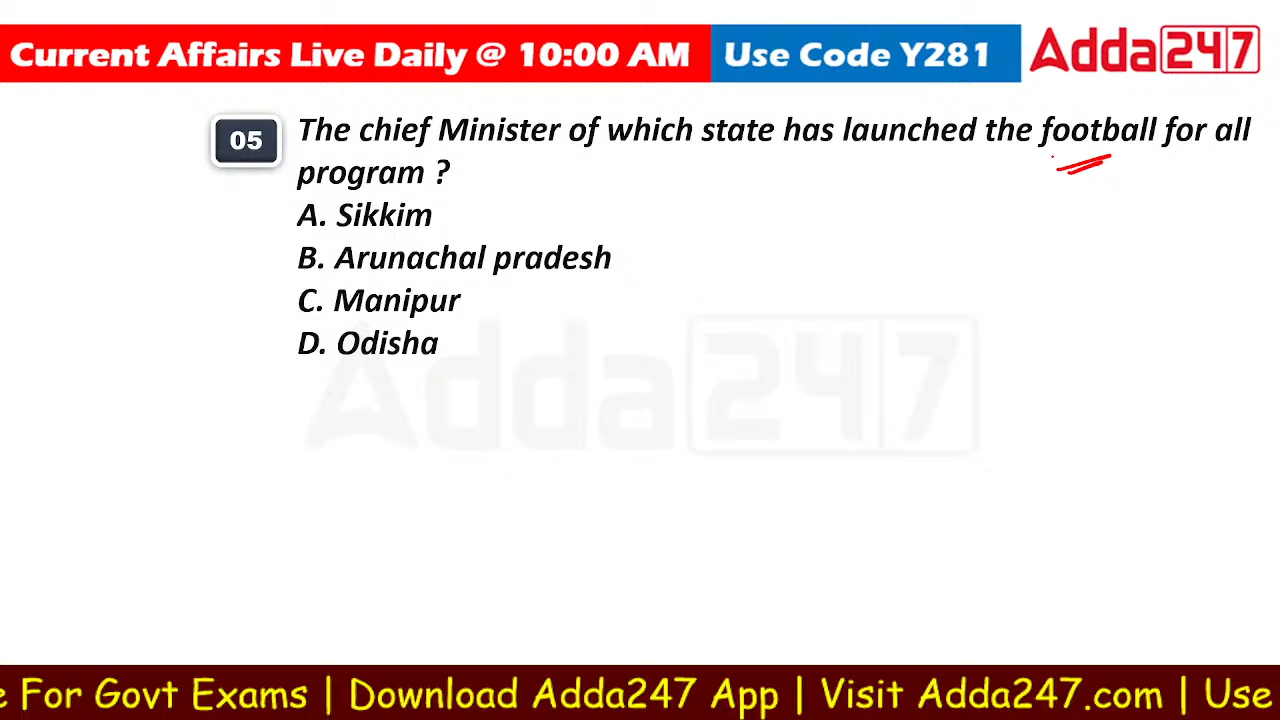 Current Affairs Live Daily @ 10:00 AM Use Code Y281 Adda247
05 The chief Minister of which state has launched the football for all
program ?
A. Sikkim
B. Arunachal pradesh
C. Manipur
D. Odisha
Adda247
e For Govt Exams | Download Adda247 App | Visit Adda247.com | Use